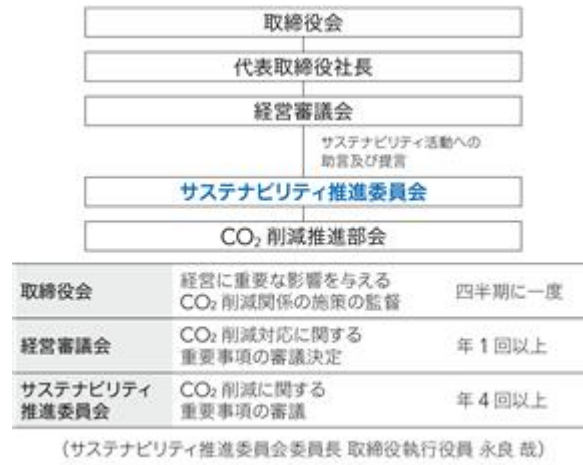 取締役会
代表取締役社長
経営審議会
サステナビリティ活動への
助言及び提言
サステナビリティ推進委員会
CO₂ 削減推進部会
取締役会
経営に重要な影響を与える
CO₂ 削減関係の施策の監督
四半期に一度
経営審議会
CO₂ 削減対応に関する
重要事項の審議決定
年 1 回以上
サステナビリティ
推進委員会
CO₂ 削減に関する
重要事項の審議
年 4 回以上
（サステナビリティ推進委員会委員長 取締役執行役員 永良 哉）